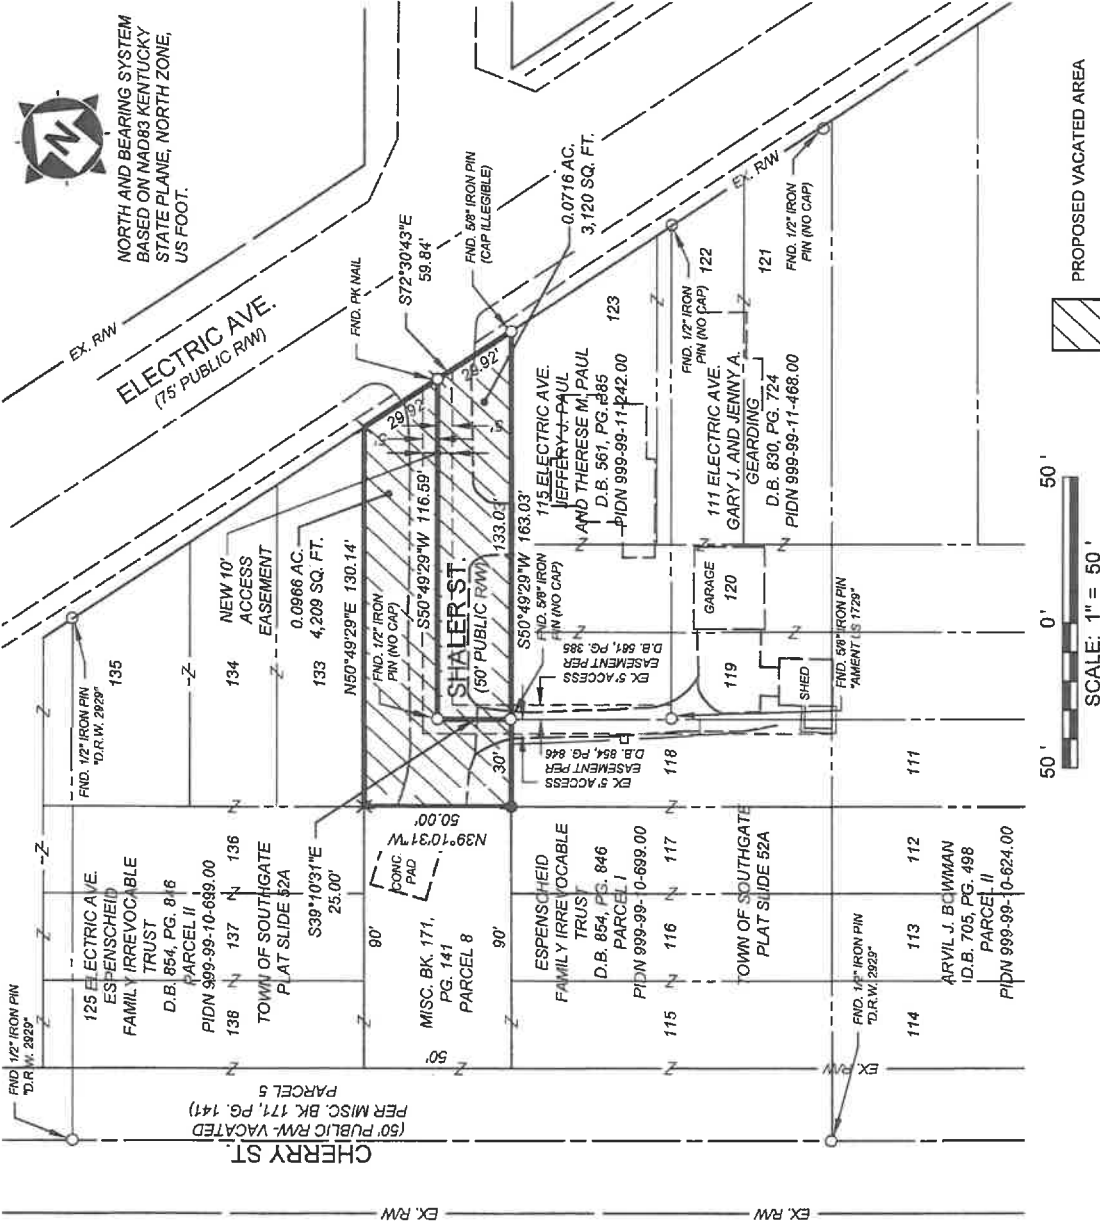 NORTH AND BEARING SYSTEM
BASED ON NAD83 KENTUCKY
STATE PLANE, NORTH ZONE,
US FOOT.
N
EX. R/W
ELECTRIC AVE.
(75' PUBLIC R/W)
FND. PK NAIL
S72°30'43"E
59.84'
FND. 5/8" IRON PIN
(CAP ILLEGIBLE)
0.0716 AC.
3,120 SQ. FT.
EX. R/W
FND. 1/2" IRON
PIN (NO CAP)
FND. 1/2" IRON
PIN (NO CAP)
29.92'
29.92'
5'
5'
FND. 1/2" IRON PIN
"D.R.W. 2929"
135
134
133
NEW 10'
ACCESS
EASEMENT
0.0966 AC.
4,209 SQ. FT.
N50°49'29"E 130.14'
FND. 1/2" IRON
PIN (NO CAP)
S50°49'29"W 116.59'
SHALER ST.
(50' PUBLIC R/W)
133.03'
30'
S50°49'29"W 163.03'
FND. 5/8" IRON
PIN (NO CAP)
115 ELECTRIC AVE.
JEFFERY J. PAUL
AND THERESE M. PAUL
D.B. 561, PG. 385
PIDN 999-99-11-242.00
123
122
121
111 ELECTRIC AVE.
GARY J. AND JENNY A.
GEARDING
D.B. 830, PG. 724
PIDN 999-99-11-468.00
GARAGE
120
119
SHED
FND. 5/8" IRON PIN
"AMENT LS 1729"
EX. 5' ACCESS
EASEMENT PER
D.B. 561, PG. 385
EX. 5' ACCESS
EASEMENT PER
D.B. 854, PG. 846
118
111
N39°10'31"W
50.00'
S39°10'31"E
25.00'
CONC.
PAD
125 ELECTRIC AVE.
ESPENSCHEID
FAMILY IRREVOCABLE
TRUST
D.B. 854, PG. 846
PARCEL II
PIDN 999-99-10-699.00
138
137
136
TOWN OF SOUTHGATE
PLAT SLIDE 52A
90'
MISC. BK. 171,
PG. 141
PARCEL 8
90'
50'
ESPENSCHEID
FAMILY IRREVOCABLE
TRUST
D.B. 854, PG. 846
PARCEL I
PIDN 999-99-10-699.00
115
116
117
TOWN OF SOUTHGATE
PLAT SLIDE 52A
112
113
114
ARVIL J. BOWMAN
D.B. 705, PG. 498
PARCEL II
PIDN 999-99-10-624.00
FND. 1/2" IRON PIN
"D.R.W. 2929"
FND. 1/2" IRON PIN
"D.R.W. 2929"
CHERRY ST.
(50' PUBLIC R/W- VACATED
PER MISC. BK. 171, PG. 141)
PARCEL 5
EX. R/W
EX. R/W
EX. R/W
PROPOSED VACATED AREA
50' 0' 50'
SCALE: 1" = 50'